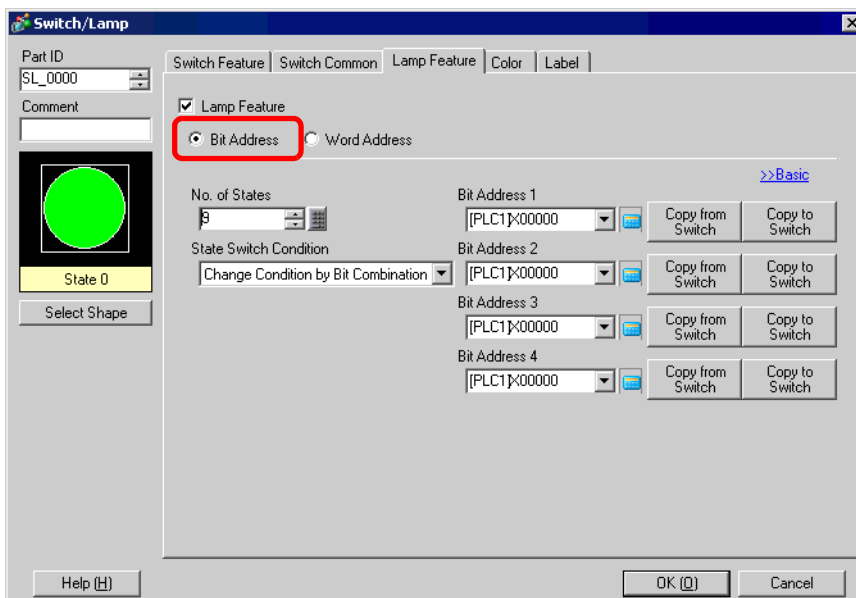 Switch/Lamp
Part ID
SL_0000
Comment
State 0
Select Shape
Switch Feature Switch Common Lamp Feature Color Label
Lamp Feature
Bit Address Word Address
>>Basic
No. of States
9
State Switch Condition
Change Condition by Bit Combination
Bit Address 1
[PLC1]X00000
Copy from Switch
Copy to Switch
Bit Address 2
[PLC1]X00000
Copy from Switch
Copy to Switch
Bit Address 3
[PLC1]X00000
Copy from Switch
Copy to Switch
Bit Address 4
[PLC1]X00000
Copy from Switch
Copy to Switch
Help (H)
OK (O)
Cancel